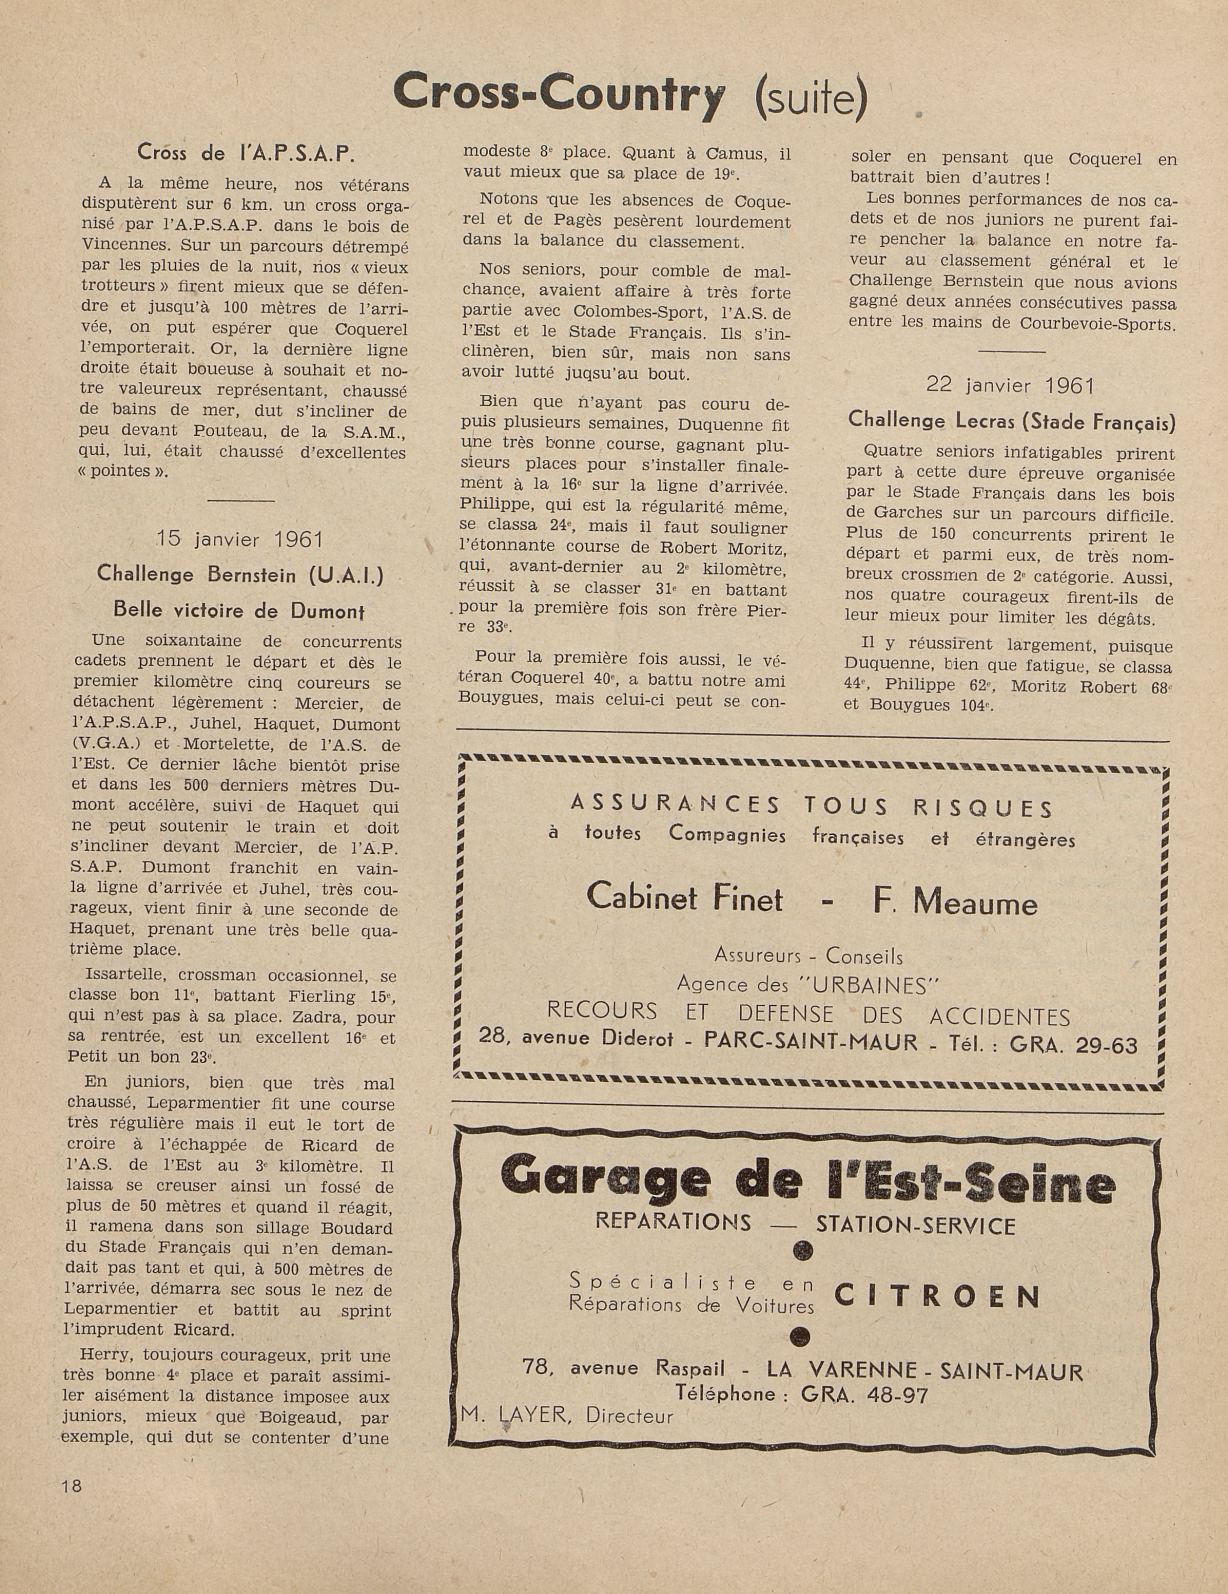 Cross-Country (suite)
Cross de l'A.P.S.A.P.
A la même heure, nos vétérans
disputèrent sur 6 km. un cross orga-
nisé par l'A.P.S.A.P. dans le bois de
Vincennes. Sur un parcours détrempé
par les pluies de la nuit, nos « vieux
trotteurs » firent mieux que se défen-
dre et jusqu'à 100 mètres de l'arri-
vée, on put espérer que Coquerel
l'emporterait. Or, la dernière ligne
droite était boueuse à souhait et no-
tre valeureux représentant, chaussé
de bains de mer, dut s'incliner de
peu devant Pouteau, de la S.A.M.,
qui, lui, était chaussé d'excellentes
« pointes ».
15 janvier 1961
Challenge Bernstein (U.A.I.)
Belle victoire de Dumont
Une soixantaine de concurrents
cadets prennent le départ et dès le
premier kilomètre cinq coureurs se
détachent légèrement : Mercier, de
l'A.P.S.A.P., Juhel, Haquet, Dumont
(V.G.A.) et Mortelette, de l'A.S. de
l'Est. Ce dernier lâche bientôt prise
et dans les 500 derniers mètres Du-
mont accélère, suivi de Haquet qui
ne peut soutenir le train et doit
s'incliner devant Mercier, de l'A.P.
S.A.P. Dumont franchit en vain-
la ligne d'arrivée et Juhel, très cou-
rageux, vient finir à une seconde de
Haquet, prenant une très belle qua-
trième place.
Issartelle, crossman occasionnel, se
classe bon 11e, battant Fierling 15e,
qui n'est pas à sa place. Zadra, pour
sa rentrée, est un excellent 16e et
Petit un bon 23e.
En juniors, bien que très mal
chaussé, Leparmentier fit une course
très régulière mais il eut le tort de
croire à l'échappée de Ricard de
l'A.S. de l'Est au 3e kilomètre. Il
laissa se creuser ainsi un fossé de
plus de 50 mètres et quand il réagit,
il ramena dans son sillage Boudard
du Stade Français qui n'en deman-
dait pas tant et qui, à 500 mètres de
l'arrivée, démarra sec sous le nez de
Leparmentier et battit au sprint
l'imprudent Ricard.
Herry, toujours courageux, prit une
très bonne 4e place et parait assimi-
ler aisément la distance imposee aux
juniors, mieux que Boigeaud, par
exemple, qui dut se contenter d'une
modeste 8e place. Quant à Camus, il
vaut mieux que sa place de 19e.
Notons que les absences de Coque-
rel et de Pagès pesèrent lourdement
dans la balance du classement.
Nos seniors, pour comble de mal-
chance, avaient affaire à très forte
partie avec Colombes-Sport, l'A.S. de
l'Est et le Stade Français. Ils s'in-
clinèren, bien sûr, mais non sans
avoir lutté juqsu'au bout.
Bien que n'ayant pas couru de-
puis plusieurs semaines, Duquenne fit
une très bonne course, gagnant plu-
sieurs places pour s'installer finale-
ment à la 16e sur la ligne d'arrivée.
Philippe, qui est la régularité même,
se classa 24e, mais il faut souligner
l'étonnante course de Robert Moritz,
qui, avant-dernier au 2e kilomètre,
réussit à se classer 31e en battant
pour la première fois son frère Pier-
re 33e.
Pour la première fois aussi, le vé-
téran Coquerel 40e, a battu notre ami
Bouygues, mais celui-ci peut se con-
soler en pensant que Coquerel en
battrait bien d'autres !
Les bonnes performances de nos ca-
dets et de nos juniors ne purent fai-
re pencher la balance en notre fa-
veur au classement général et le
Challenge Bernstein que nous avions
gagné deux années consécutives passa
entre les mains de Courbevoie-Sports.
22 janvier 1961
Challenge Lecras (Stade Français)
Quatre seniors infatigables prirent
part à cette dure épreuve organisée
par le Stade Français dans les bois
de Garches sur un parcours difficile.
Plus de 150 concurrents prirent le
départ et parmi eux, de très nom-
breux crossmen de 2e catégorie. Aussi,
nos quatre courageux firent-ils de
leur mieux pour limiter les dégâts.
Il y réussirent largement, puisque
Duquenne, bien que fatigue, se classa
44e, Philippe 62e, Moritz Robert 68e
et Bouygues 104e.
ASSURANCES TOUS RISQUES
à toutes Compagnies françaises et étrangères
Cabinet Finet - F. Meaume
Assureurs - Conseils
Agence des "URBAINES"
RECOURS ET DEFENSE DES ACCIDENTES
28, avenue Diderot - PARC-SAINT-MAUR - Tél. : GRA. 29-63
Garage de l'Est-Seine
REPARATIONS — STATION-SERVICE
Spécialiste en
Réparations de Voitures
CITROEN
78, avenue Raspail - LA VARENNE - SAINT-MAUR
Téléphone : GRA. 48-97
M. LAYER, Directeur
18